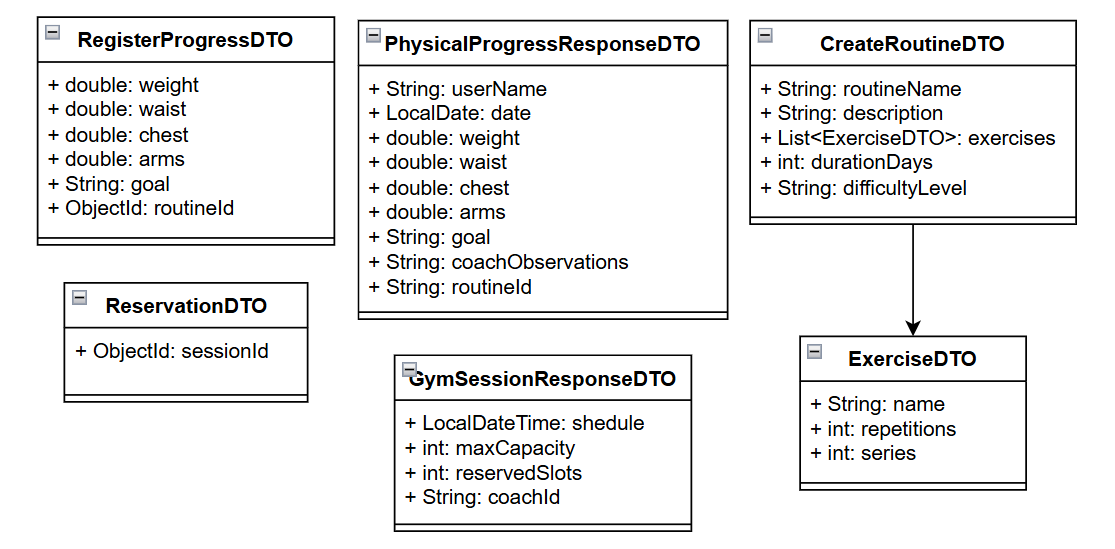 RegisterProgressDTO
+ double: weight
+ double: waist
+ double: chest
+ double: arms
+ String: goal
+ ObjectId: routineId
PhysicalProgressResponseDTO
+ String: userName
+ LocalDate: date
+ double: weight
+ double: waist
+ double: chest
+ double: arms
+ String: goal
+ String: coachObservations
+ String: routineId
CreateRoutineDTO
+ String: routineName
+ String: description
+ List<ExerciseDTO>: exercises
+ int: durationDays
+ String: difficultyLevel
ReservationDTO
+ ObjectId: sessionId
GymSessionResponseDTO
+ LocalDateTime: shedule
+ int: maxCapacity
+ int: reservedSlots
+ String: coachId
ExerciseDTO
+ String: name
+ int: repetitions
+ int: series